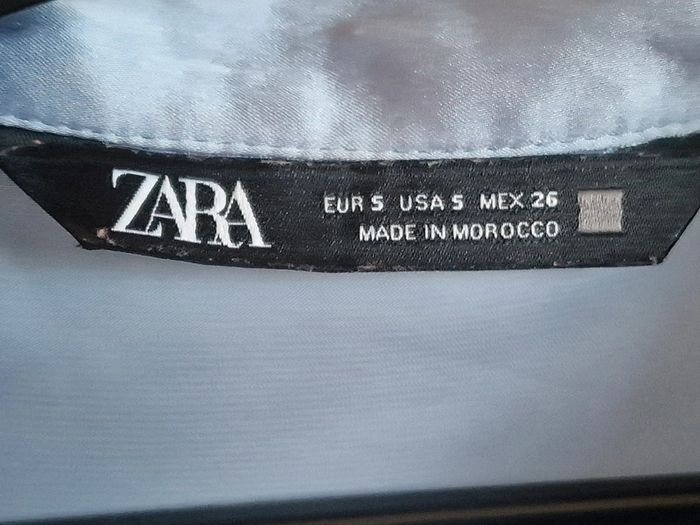 ZARA
EUR S USA S MEX 26
MADE IN MOROCCO